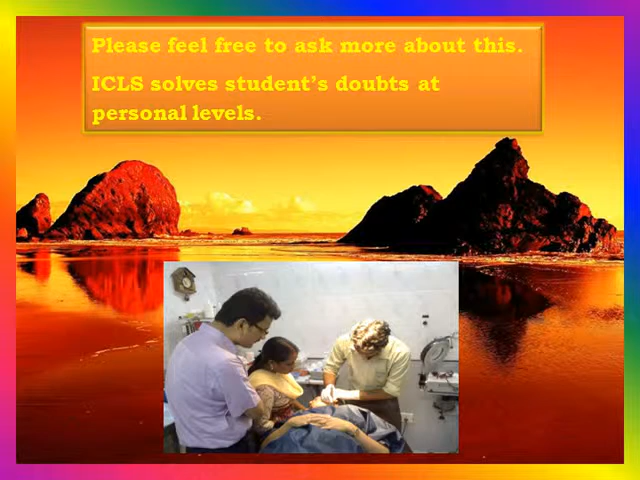 Please feel free to ask more about this.
ICLS solves student’s doubts at
personal levels.